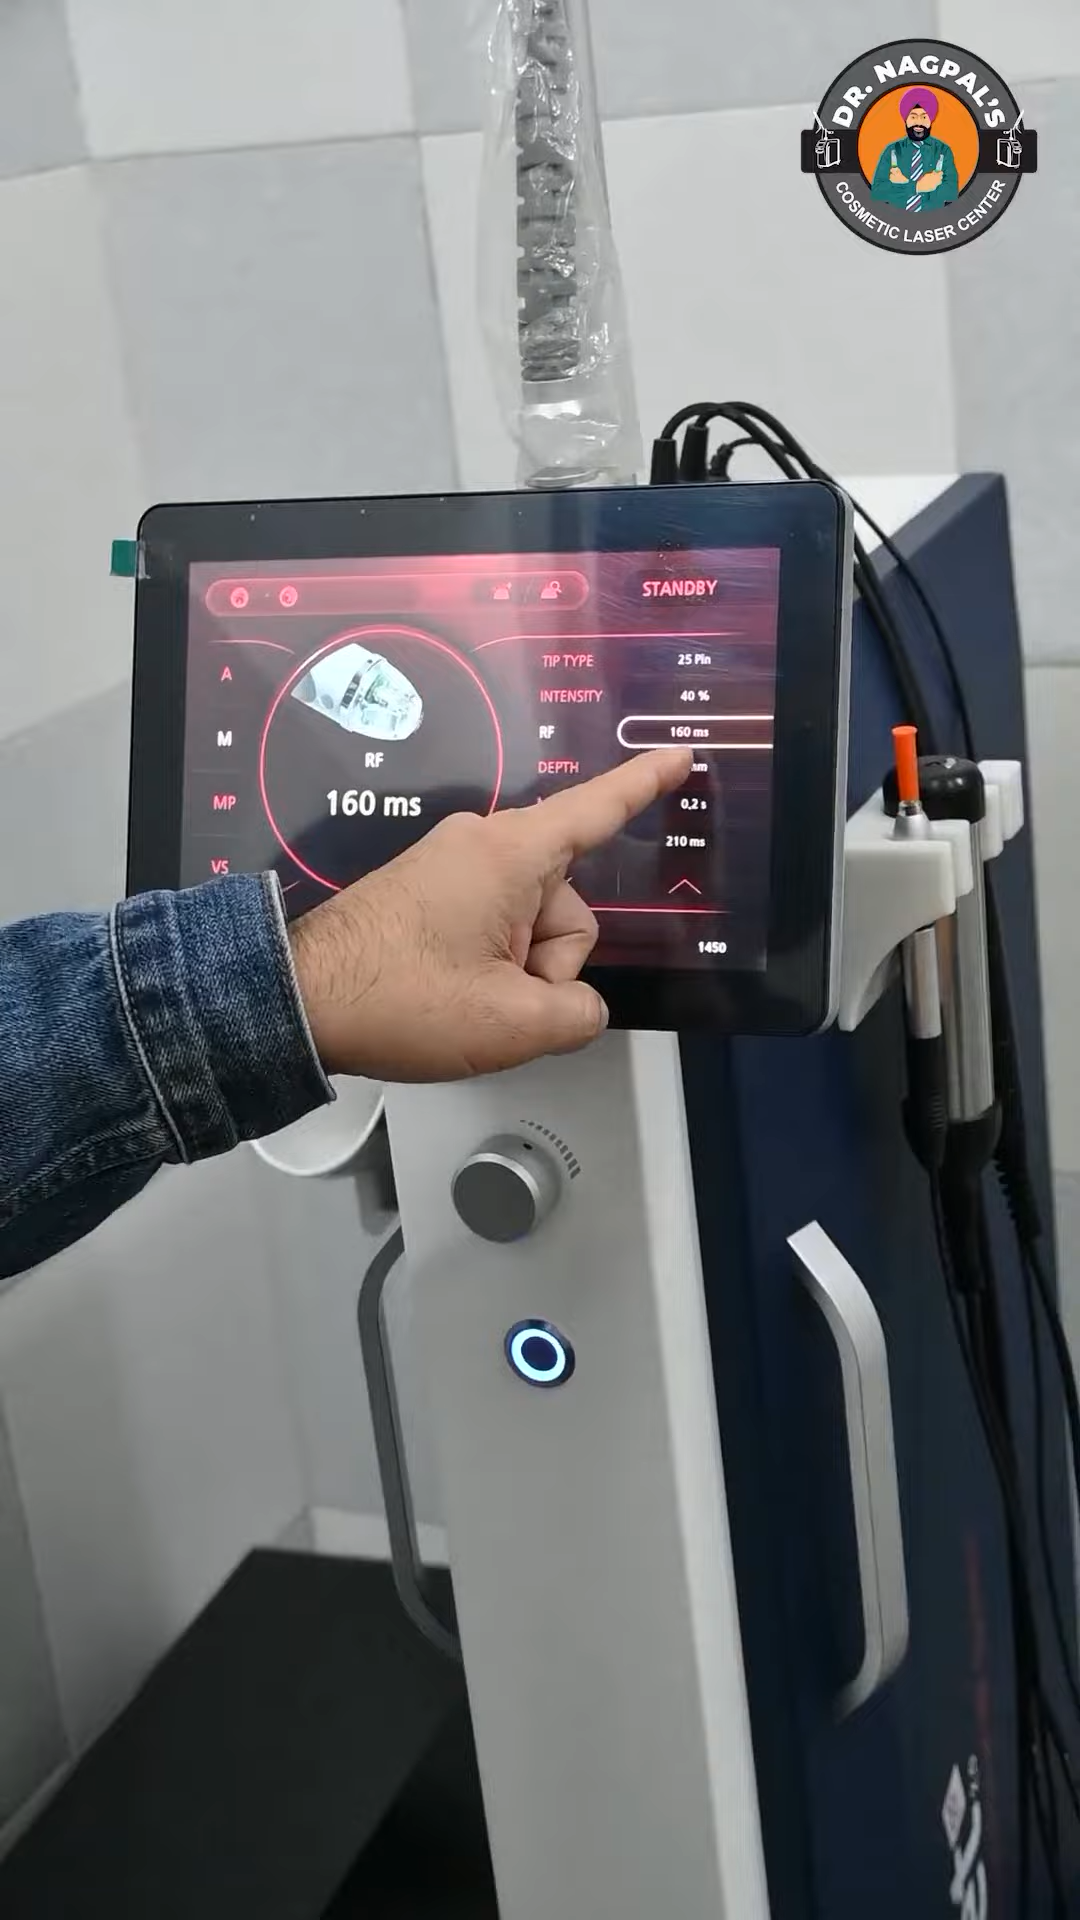 DR. NAGPAL'S
COSMETIC LASER CENTER
STANDBY
A
M
MP
VS
RF
160 ms
TIP TYPE 25 Pin
INTENSITY 40 %
RF 160 ms
DEPTH mm
0.2 s
210 ms
1450